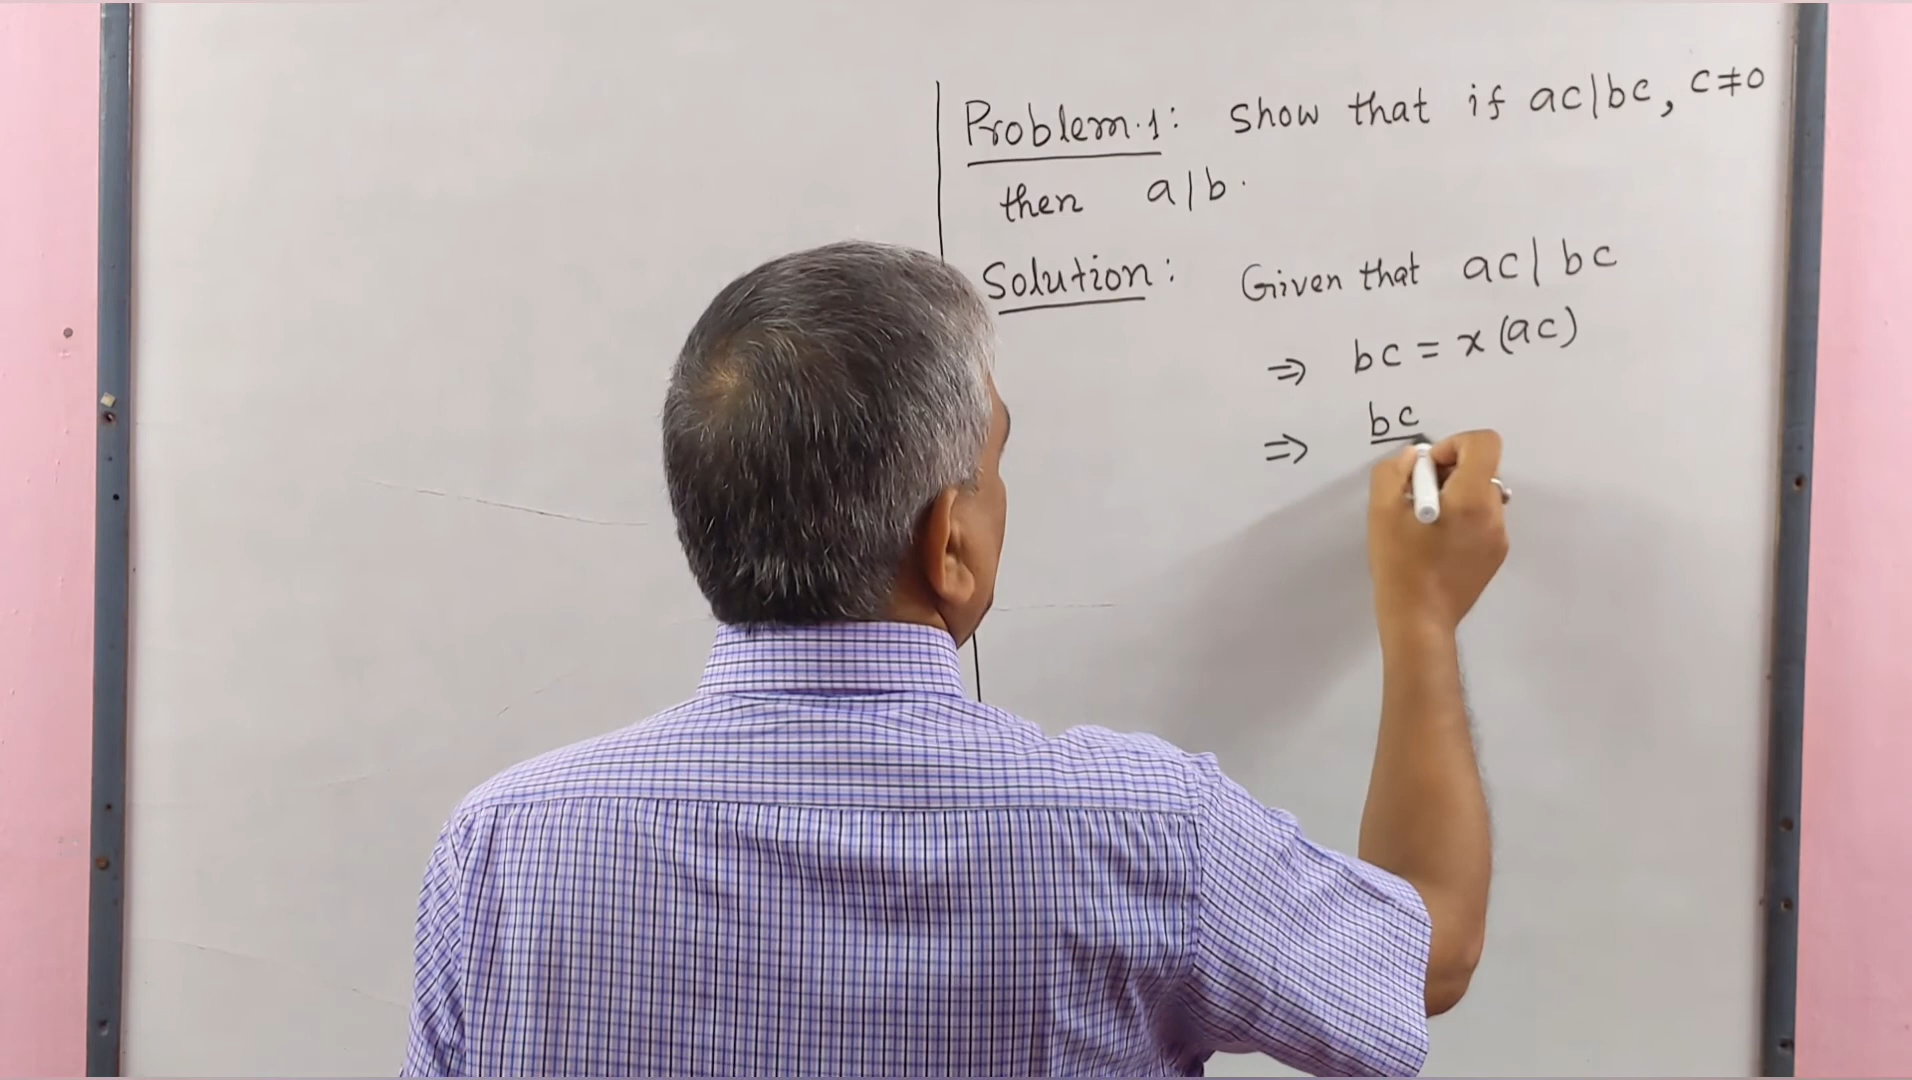 Problem.1: Show that if ac|bc, c≠0
then a|b.
Solution: Given that ac|bc
⇒ bc = x(ac)
⇒ bc